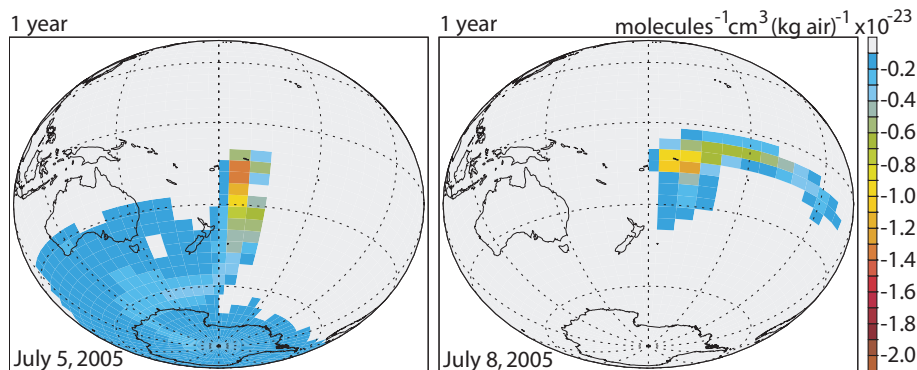 1 year
July 5, 2005
1 year
molecules⁻¹cm³ (kg air)⁻¹ x10⁻²³
July 8, 2005
-0.2
-0.4
-0.6
-0.8
-1.0
-1.2
-1.4
-1.6
-1.8
-2.0